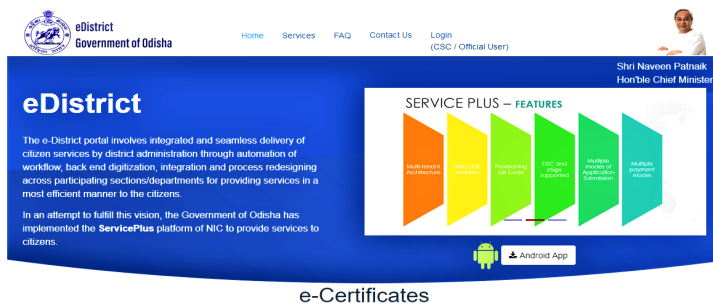 eDistrict
Government of Odisha
Home Services FAQ Contact Us Login
(CSC / Official User)
Shri Naveen Patnaik
Hon'ble Chief Minister
eDistrict
The e-District portal involves integrated and seamless delivery of
citizen services by district administration through automation of
workflow, back end digitization, integration and process redesigning
across participating sections/departments for providing services in a
most efficient manner to the citizens.
In an attempt to fulfill this vision, the Government of Odisha has
implemented the ServicePlus platform of NIC to provide services to
citizens.
SERVICE PLUS – FEATURES
Multi-tenant
Architecture
Provisioning
QR Code
DSC and
eSign
supported
Multiple
modes of
Application
Submission
Multiple
payment
modes
Android App
e-Certificates